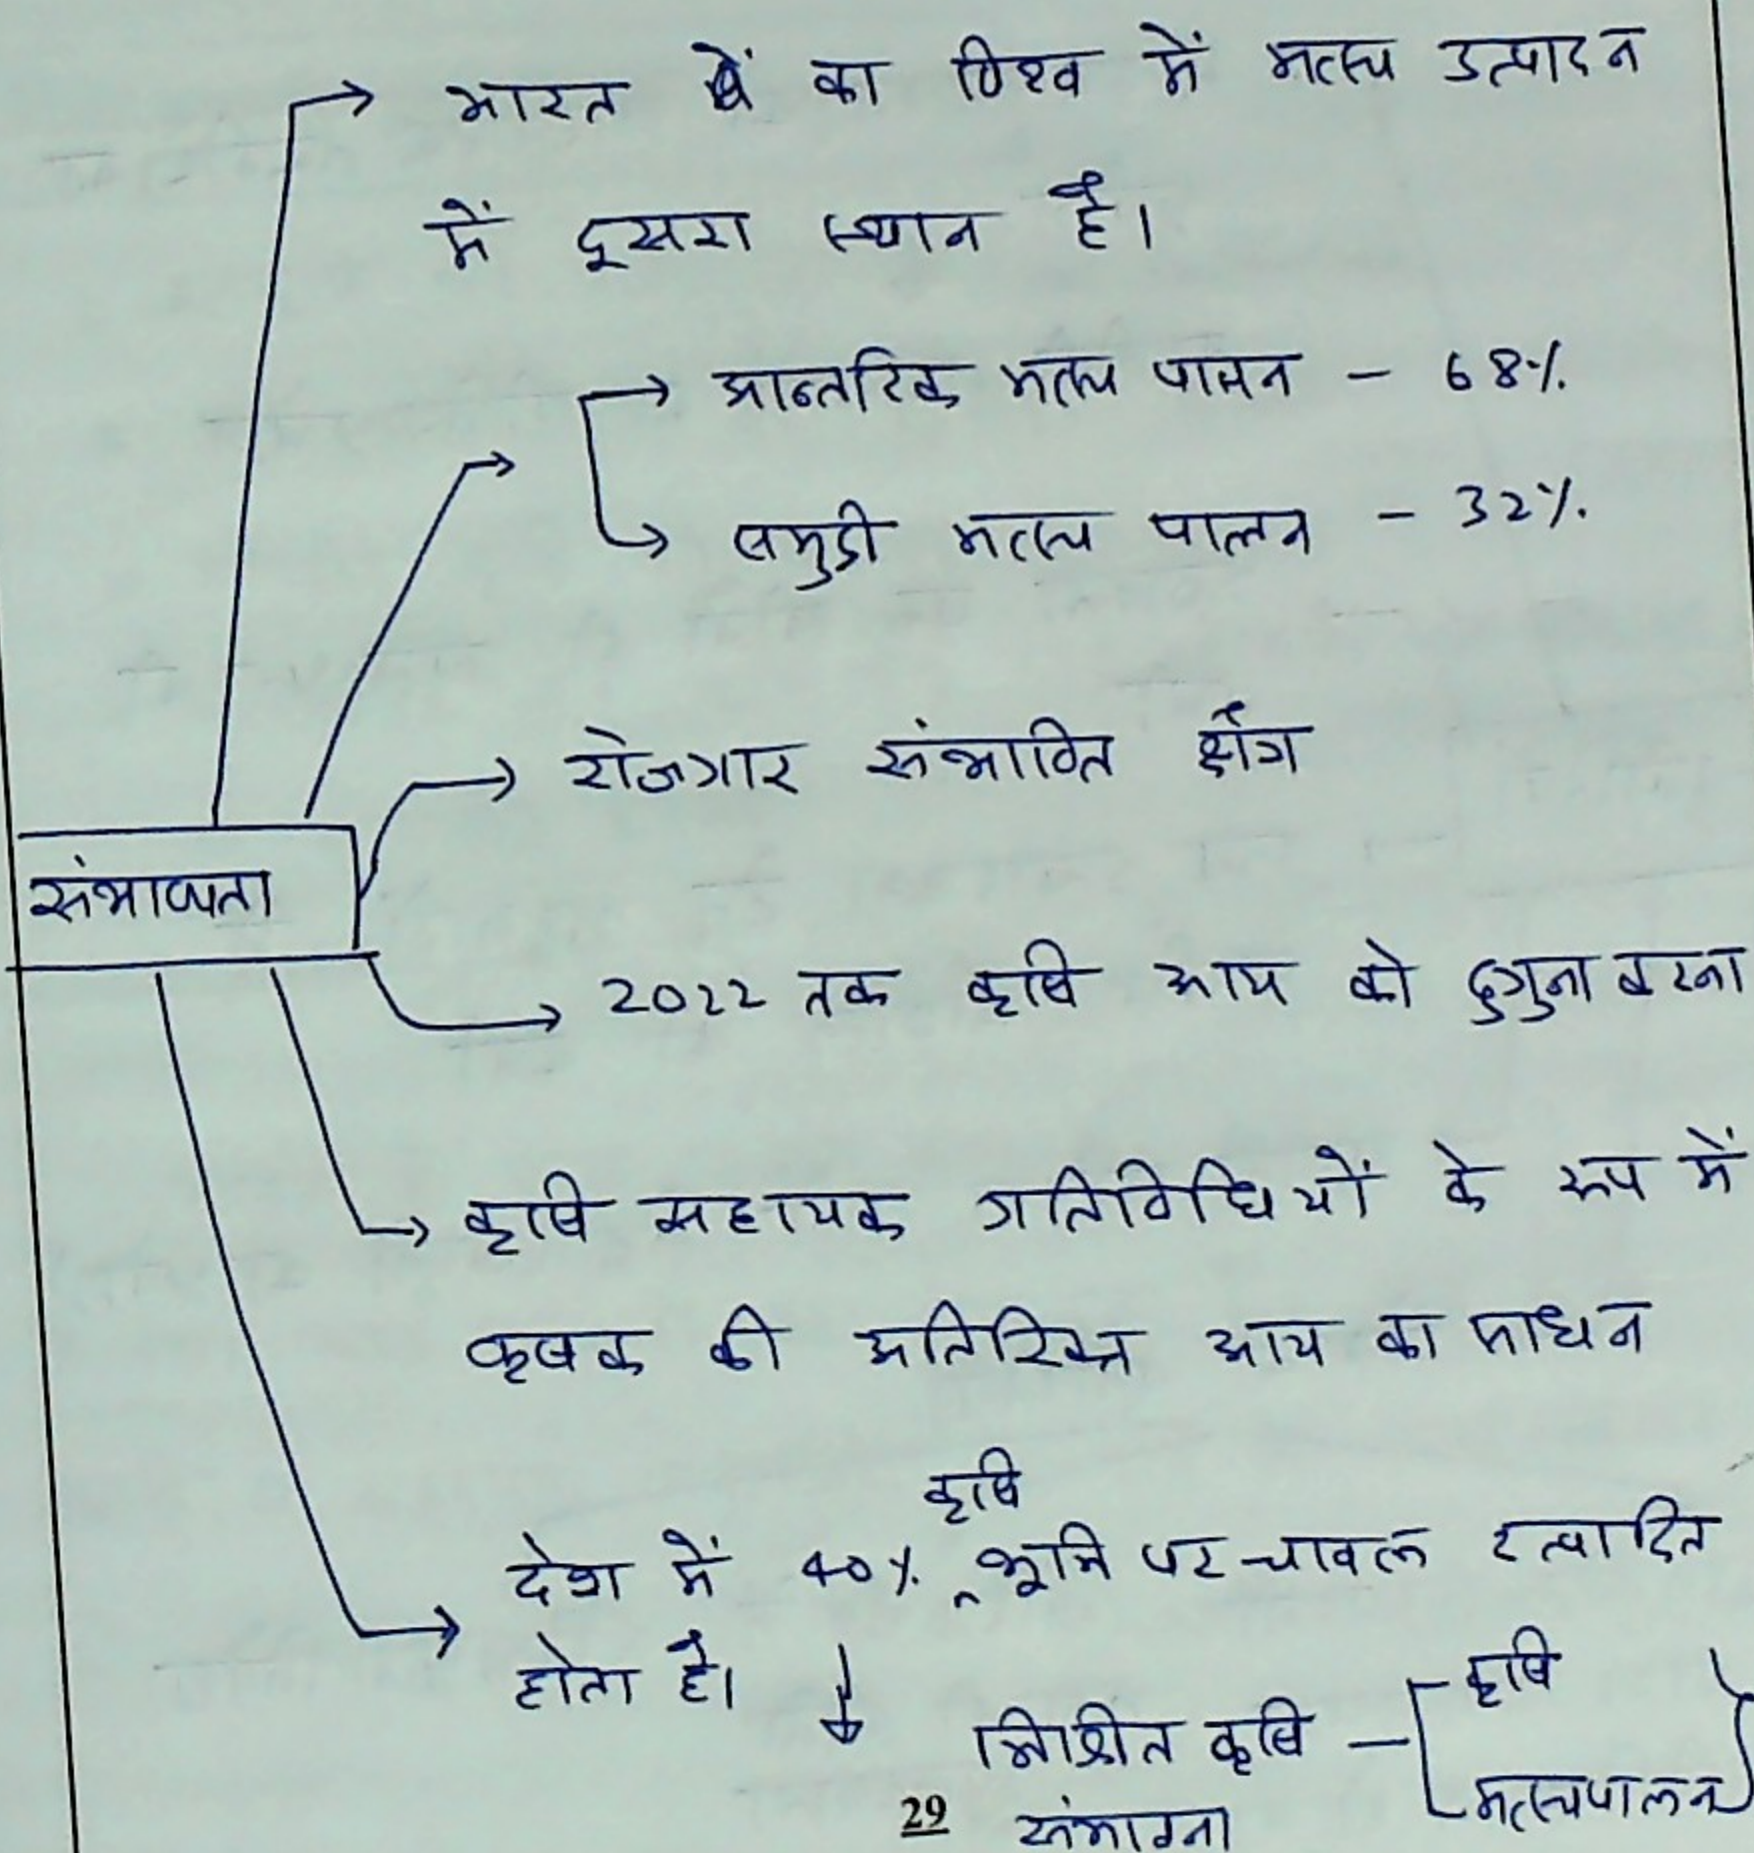 भारत का विश्व में मत्स्य उत्पादन
में दूसरा स्थान है।
आन्तरिक मत्स्य पालन - 68%
समुद्री मत्स्य पालन - 32%
रोजगार संभावित क्षेत्र
संभाव्यता
2022 तक कृषि आय को दुगुना करना
कृषि सहायक गतिविधियों के रूप में
कृषक की अतिरिक्त आय का साधन
कृषि
देश में 40% भूमि पर चावल उत्पादित
होता है।
कृषि
मिश्रीत कृषि -
मत्स्यपालन
संभावना
29